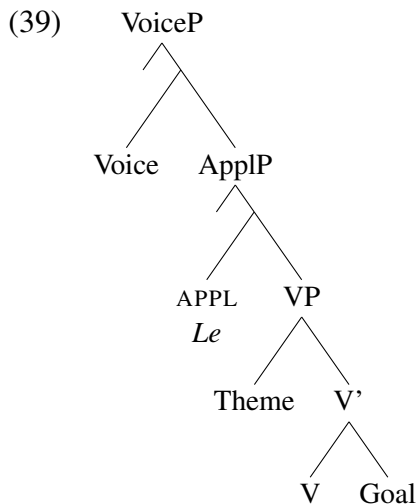 (39) VoiceP
Voice ApplP
APPL VP
Le
Theme V'
V Goal